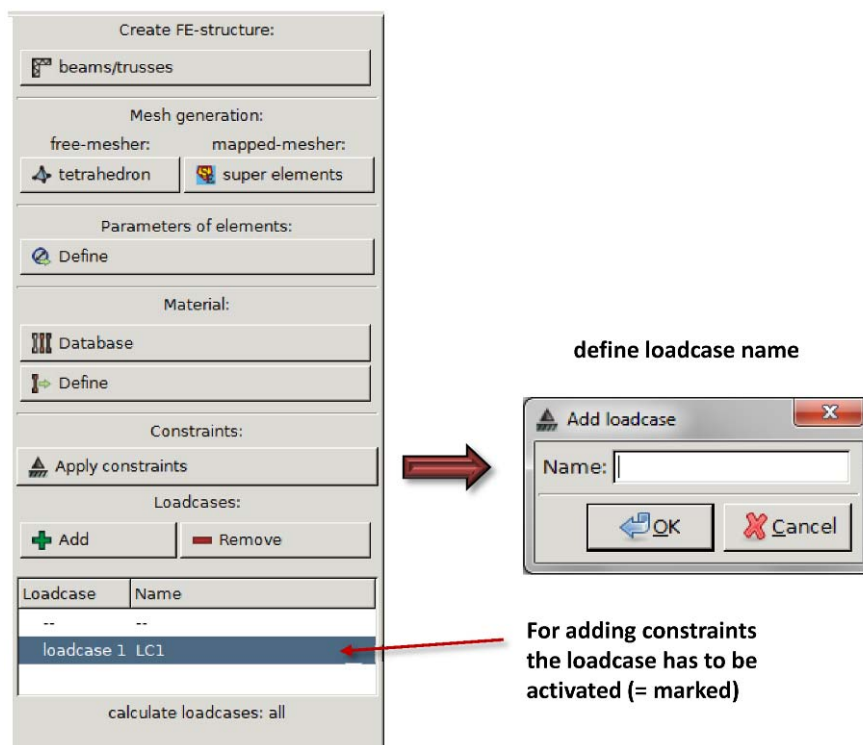 Create FE-structure:
beams/trusses
Mesh generation:
free-mesher: mapped-mesher:
tetrahedron super elements
Parameters of elements:
Define
Material:
Database
Define
Constraints:
Apply constraints
Loadcases:
Add Remove
Loadcase Name
-- --
loadcase 1 LC1
calculate loadcases: all
define loadcase name
Add loadcase
Name:
OK Cancel
For adding constraints
the loadcase has to be
activated (= marked)